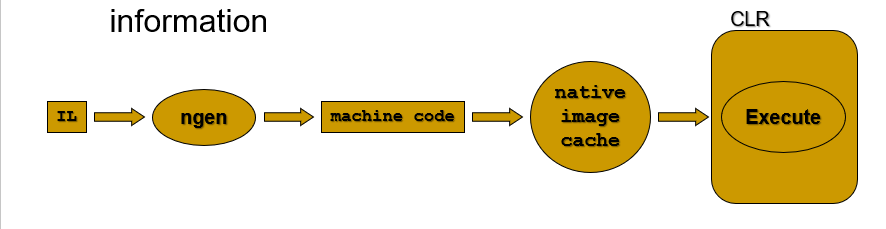 information
CLR
IL
ngen
machine code
native
image
cache
Execute